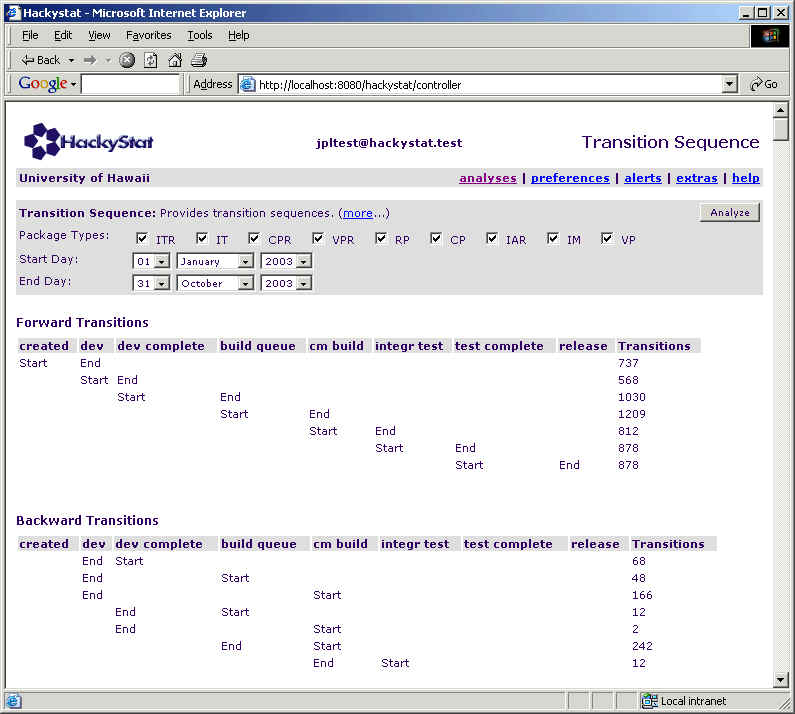 Hackystat - Microsoft Internet Explorer
File Edit View Favorites Tools Help
Back
Google Address http://localhost:8080/hackystat/controller Go
HackyStat jpltest@hackystat.test Transition Sequence
University of Hawaii analyses | preferences | alerts | extras | help
Transition Sequence: Provides transition sequences. (more...) Analyze
Package Types: ITR IT CPR VPR RP CP IAR IM VP
Start Day: 01 January 2003
End Day: 31 October 2003
Forward Transitions
created dev dev complete build queue cm build integr test test complete release Transitions
Start End 737
Start End 568
Start End 1030
Start End 1209
Start End 812
Start End 878
Start End 878
Backward Transitions
created dev dev complete build queue cm build integr test test complete release Transitions
End Start 68
End Start 48
End Start 166
End Start 12
End Start 2
End Start 242
End Start 12
Local intranet